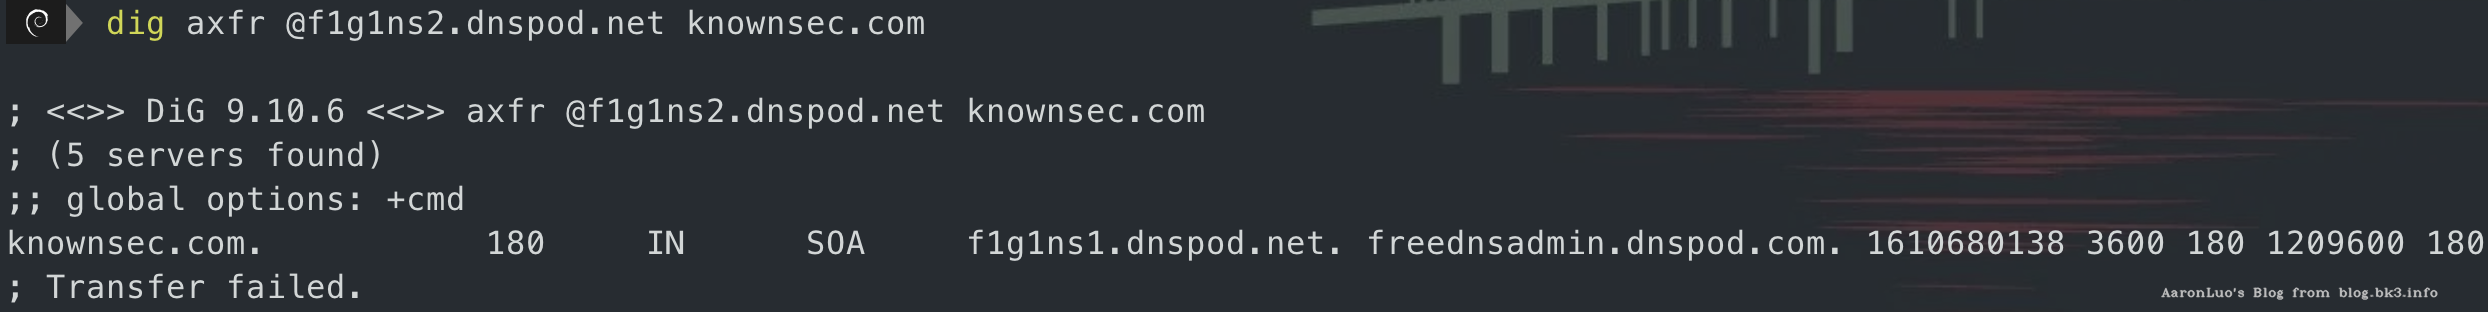 dig axfr @f1g1ns2.dnspod.net knownsec.com
; <<>> DiG 9.10.6 <<>> axfr @f1g1ns2.dnspod.net knownsec.com
; (5 servers found)
;; global options: +cmd
knownsec.com. 180 IN SOA f1g1ns1.dnspod.net. freednsadmin.dnspod.com. 1610680138 3600 180 1209600 180
; Transfer failed.
AaronLuo's Blog from blog.bk3.info